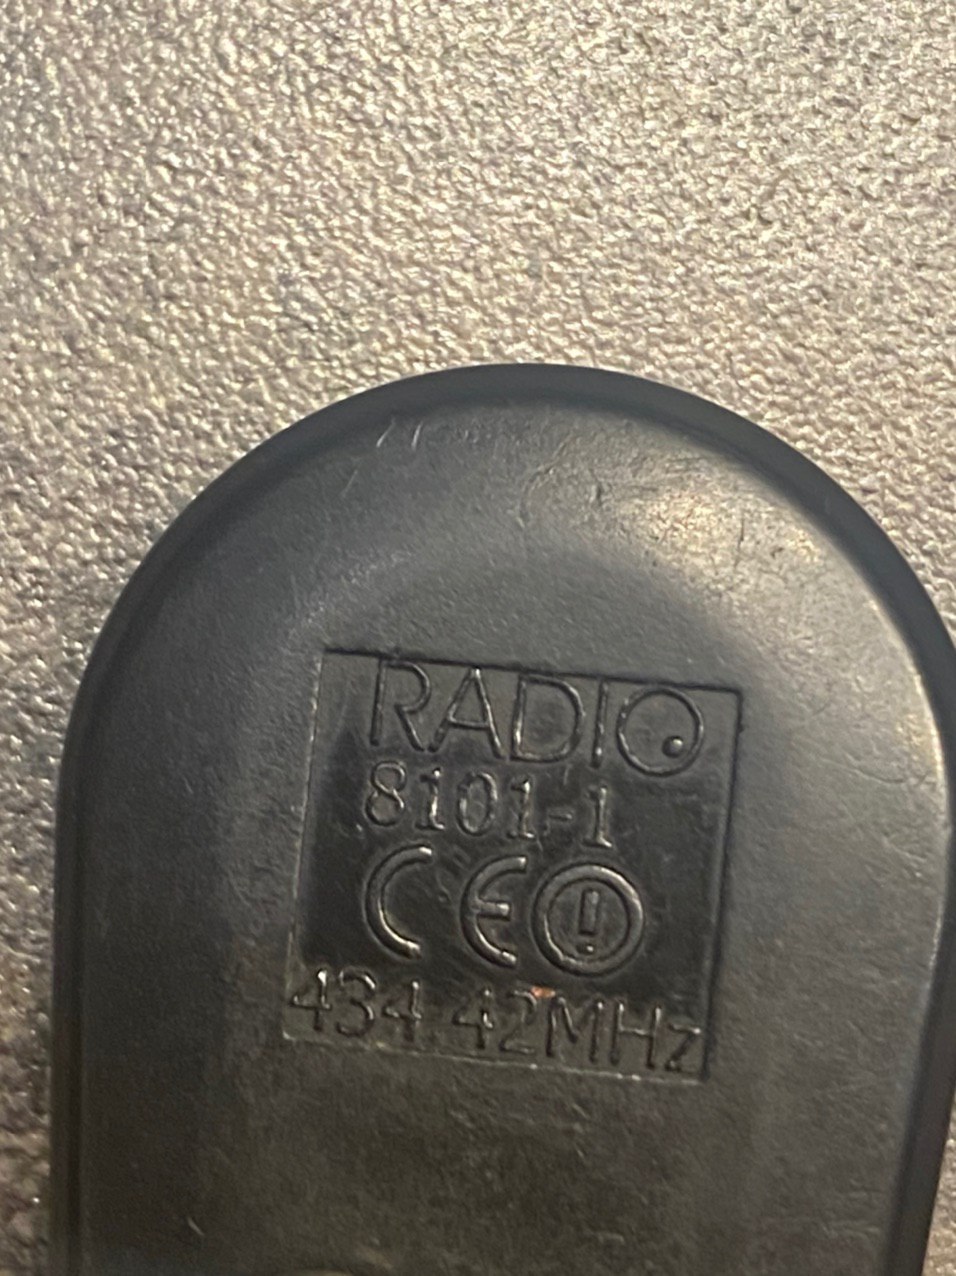 RADIO
8101-1
CE
434.42MHz